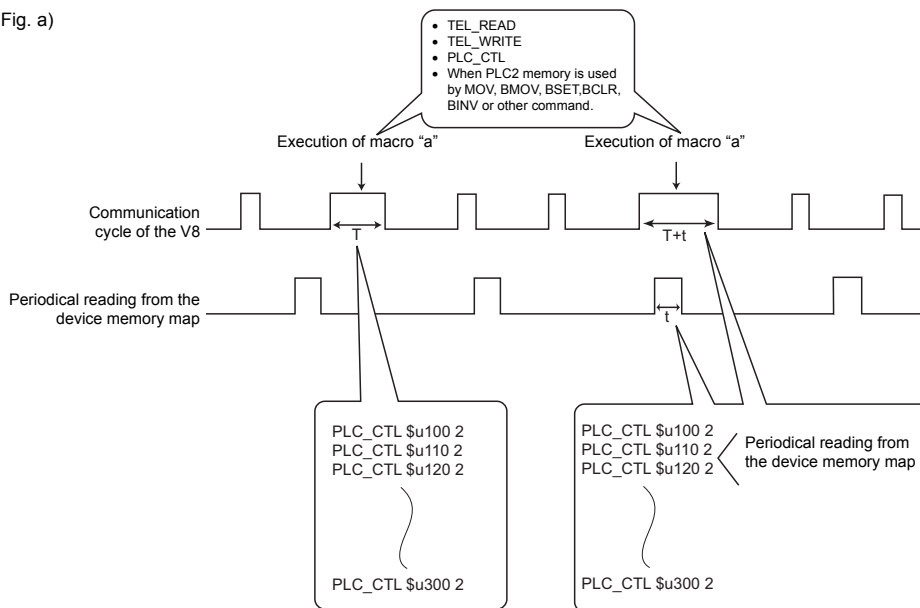 Fig. a)
• TEL_READ
• TEL_WRITE
• PLC_CTL
• When PLC2 memory is used
by MOV, BMOV, BSET,BCLR,
BINV or other command.
Execution of macro “a”
Execution of macro “a”
Communication
cycle of the V8
T
T+t
Periodical reading from the
device memory map
t
PLC_CTL $u100 2
PLC_CTL $u110 2
PLC_CTL $u120 2
PLC_CTL $u300 2
PLC_CTL $u100 2
PLC_CTL $u110 2
PLC_CTL $u120 2
Periodical reading from
the device memory map
PLC_CTL $u300 2